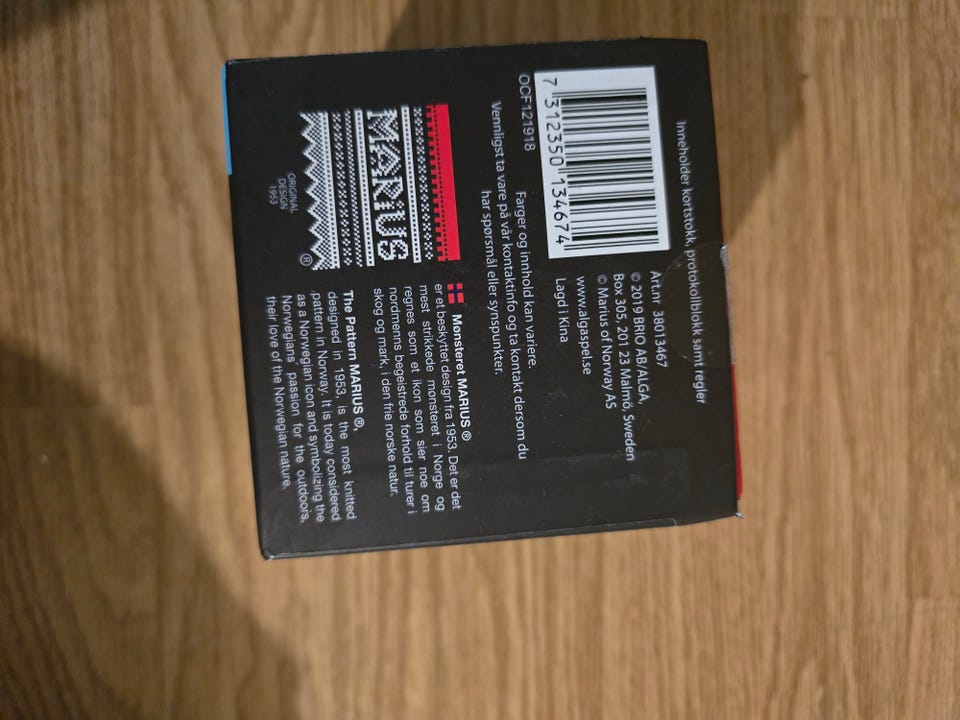 Inneholder kortstokk, protokollblokk samt regler
7 312350 134674
Art.nr 38013467
© 2019 BRIO AB/ALGA,
Box 305, 201 23 Malmö, Sweden
© Marius of Norway AS
www.algaspel.se
Lagd i Kina
OCF121918
Farger og innhold kan variere.
Vennligst ta vare på vår kontaktinfo og ta kontakt dersom du
har spørsmål eller synspunkter.
MARIUS
ORIGINAL
DESIGN
1953
®
Mønsteret MARIUS ®
er et beskyttet design fra 1953. Det er det
mest strikkede mønsteret i Norge og
regnes som et ikon som sier noe om
nordmenns begeistrede forhold til turer i
skog og mark, i den frie norske natur.
The Pattern MARIUS ®,
designed in 1953, is the most knitted
pattern in Norway. It is today considered
as a Norwegian icon and symbolizing the
Norwegians' passion for the outdoors,
their love of the Norwegian nature.